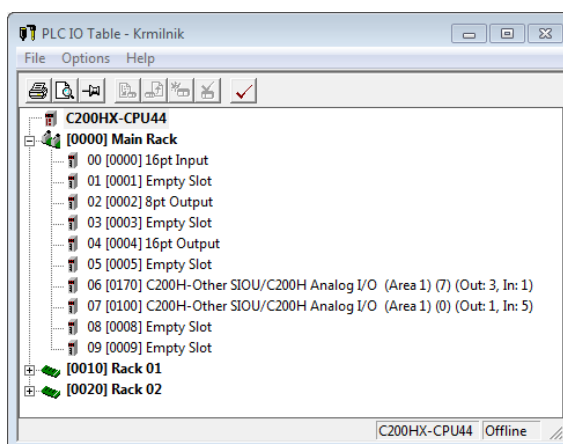 PLC IO Table - Krmilnik
File Options Help
C200HX-CPU44
[0000] Main Rack
00 [0000] 16pt Input
01 [0001] Empty Slot
02 [0002] 8pt Output
03 [0003] Empty Slot
04 [0004] 16pt Output
05 [0005] Empty Slot
06 [0170] C200H-Other SIOU/C200H Analog I/O (Area 1) (7) (Out: 3, In: 1)
07 [0100] C200H-Other SIOU/C200H Analog I/O (Area 1) (0) (Out: 1, In: 5)
08 [0008] Empty Slot
09 [0009] Empty Slot
[0010] Rack 01
[0020] Rack 02
C200HX-CPU44 Offline